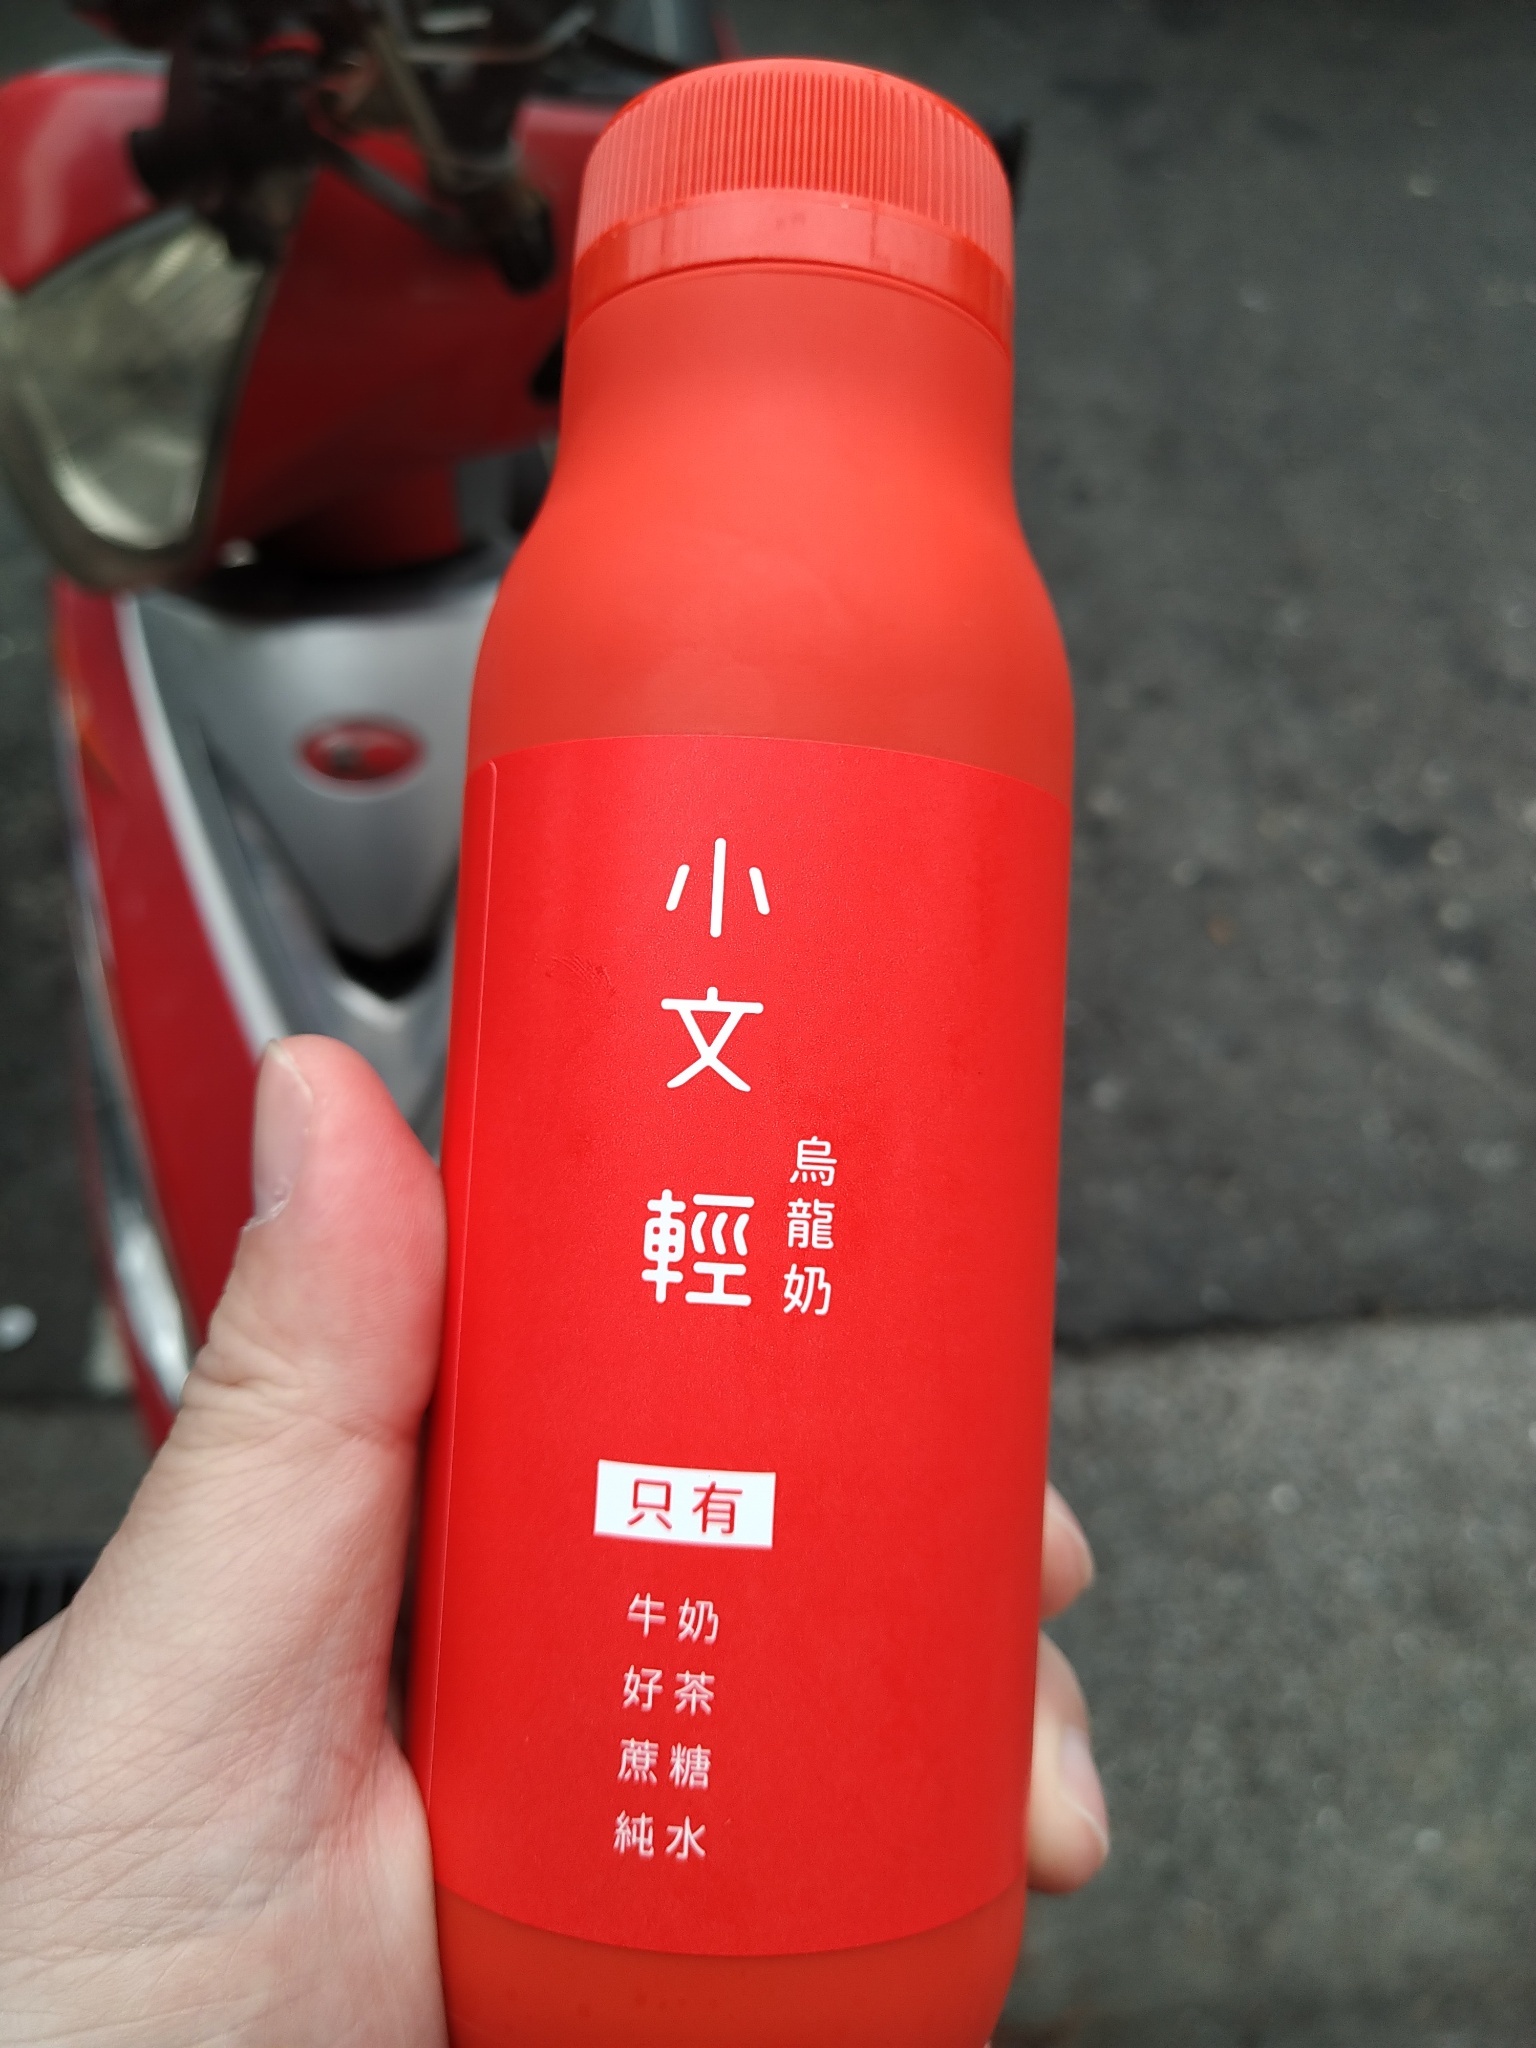 小文輕
烏龍奶
只有
牛奶
好茶
蔗糖
純水